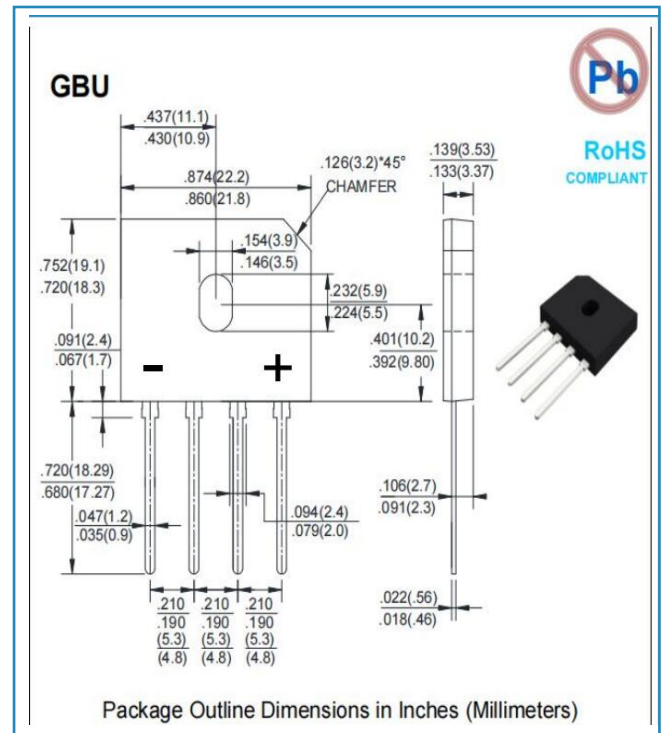 GBU
Pb
RoHS
COMPLIANT
.437(11.1)
.430(10.9)
.874(22.2)
.860(21.8)
.126(3.2)*45°
CHAMFER
.139(3.53)
.133(3.37)
.154(3.9)
.146(3.5)
.752(19.1)
.720(18.3)
.232(5.9)
.224(5.5)
.091(2.4)
.067(1.7)
.401(10.2)
.392(9.80)
- +
.720(18.29)
.680(17.27)
.047(1.2)
.035(0.9)
.094(2.4)
.079(2.0)
.106(2.7)
.091(2.3)
.022(.56)
.018(.46)
.210 .210 .210
.190 .190 .190
(5.3) (5.3) (5.3)
(4.8) (4.8) (4.8)
Package Outline Dimensions in Inches (Millimeters)